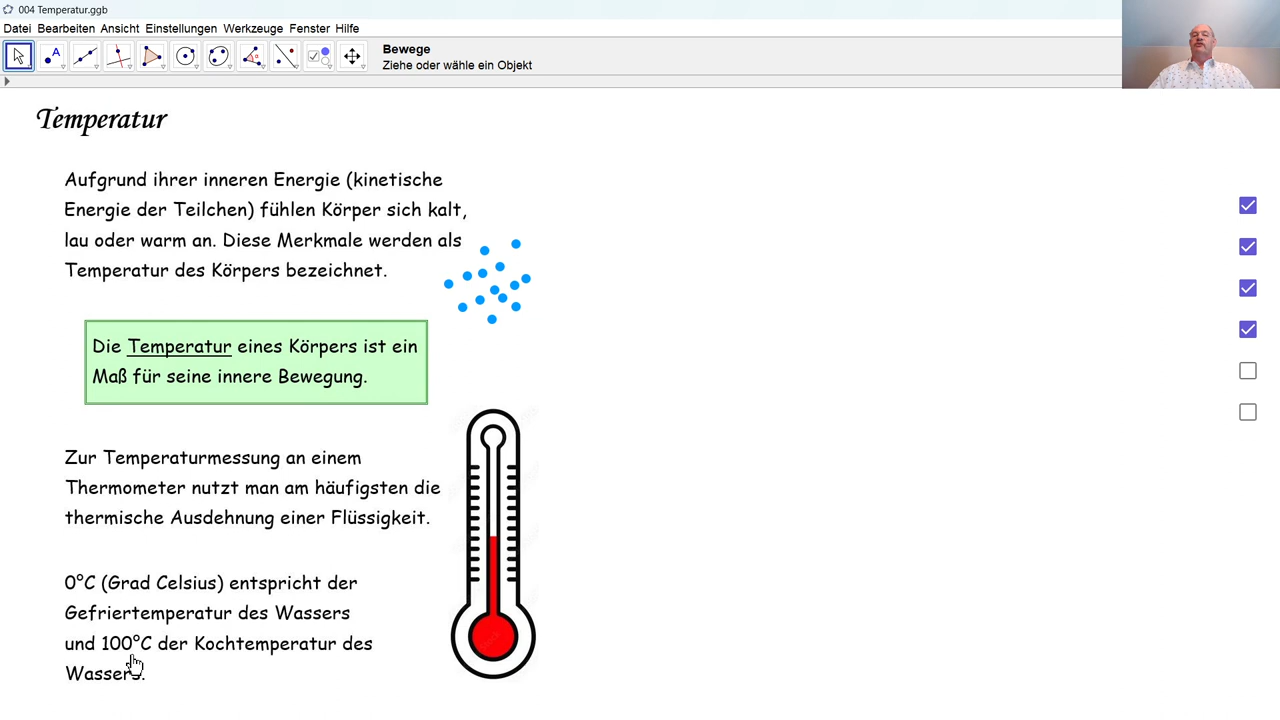 004 Temperatur.ggb
Datei Bearbeiten Ansicht Einstellungen Werkzeuge Fenster Hilfe
A
Bewege
Ziehe oder wähle ein Objekt
Temperatur
Aufgrund ihrer inneren Energie (kinetische
Energie der Teilchen) fühlen Körper sich kalt,
lau oder warm an. Diese Merkmale werden als
Temperatur des Körpers bezeichnet.
Die Temperatur eines Körpers ist ein
Maß für seine innere Bewegung.
Zur Temperaturmessung an einem
Thermometer nutzt man am häufigsten die
thermische Ausdehnung einer Flüssigkeit.
0°C (Grad Celsius) entspricht der
Gefriertemperatur des Wassers
und 100°C der Kochtemperatur des
Wassers.